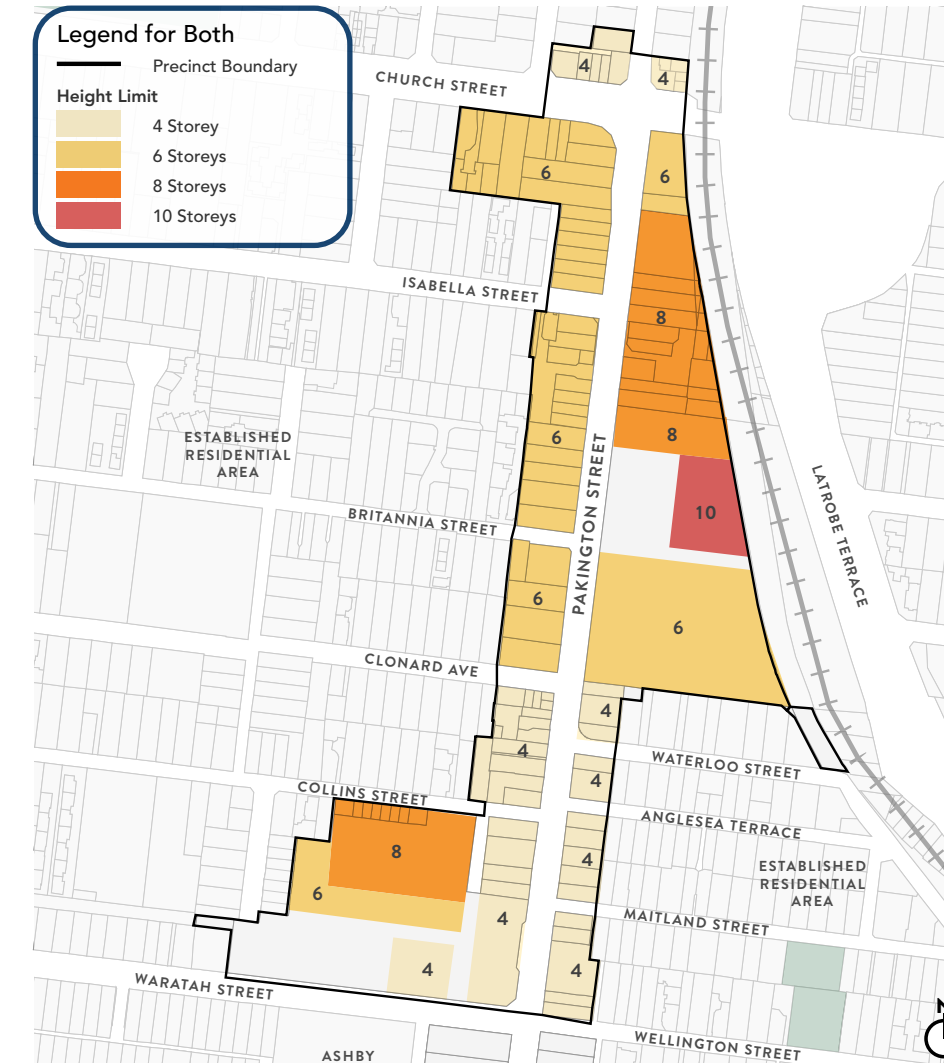 Legend for Both
Precinct Boundary
Height Limit
4 Storey
6 Storeys
8 Storeys
10 Storeys
CHURCH STREET
4
4
6
6
ISABELLA STREET
8
6
8
ESTABLISHED
RESIDENTIAL
AREA
PAKINGTON STREET
LATROBE TERRACE
10
BRITANNIA STREET
6
6
CLONARD AVE
4
4
WATERLOO STREET
4
COLLINS STREET
ANGLESEA TERRACE
8
4
ESTABLISHED
RESIDENTIAL
AREA
6
4
MAITLAND STREET
4
4
WARATAH STREET
N
WELLINGTON STREET
ASHBY